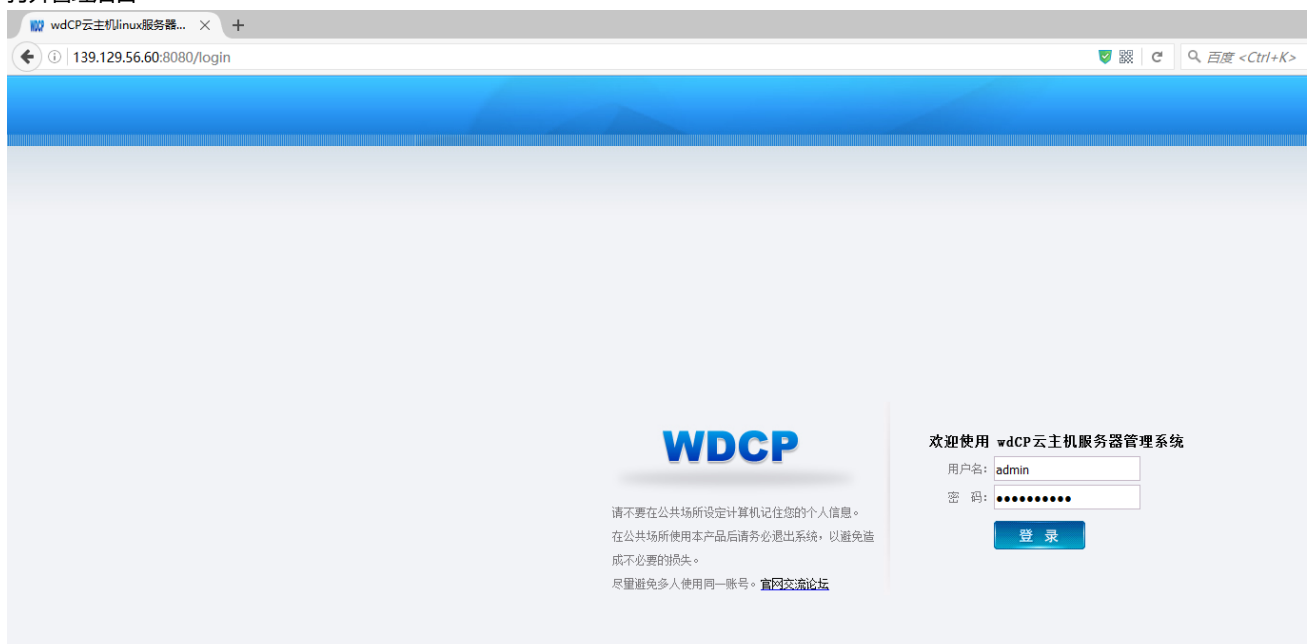 打开管理后台
wdCP云主机linux服务器...
139.129.56.60:8080/login
百度 <Ctrl+K>
WDCP
欢迎使用 wdCP云主机服务器管理系统
用户名: admin
密 码: ●●●●●●●●●●
登 录
请不要在公共场所设定计算机记住您的个人信息。
在公共场所使用本产品后请务必退出系统，以避免造
成不必要的损失。
尽量避免多人使用同一账号。官网交流论坛